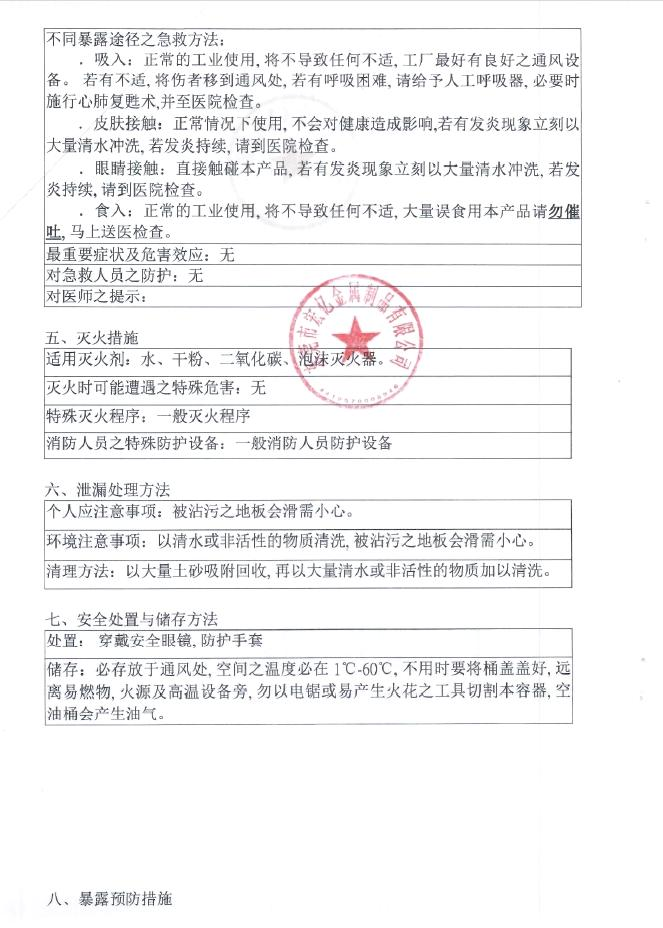 不同暴露途径之急救方法：
．吸入：正常的工业使用,将不导致任何不适,工厂最好有良好之通风设
备。若有不适,将伤者移到通风处,若有呼吸困难,请给予人工呼吸器,必要时
施行心肺复甦术,并至医院检查。
．皮肤接触：正常情况下使用,不会对健康造成影响,若有发炎现象立刻以
大量清水冲洗,若发炎持续,请到医院检查。
．眼睛接触：直接触碰本产品,若有发炎现象立刻以大量清水冲洗,若发
炎持续,请到医院检查。
．食入：正常的工业使用,将不导致任何不适,大量误食用本产品请勿催
吐,马上送医检查。
最重要症状及危害效应：无
对急救人员之防护：无
对医师之提示：
五、灭火措施
适用灭火剂：水、干粉、二氧化碳、泡沫灭火器。
灭火时可能遭遇之特殊危害：无
特殊灭火程序：一般灭火程序
消防人员之特殊防护设备：一般消防人员防护设备
市宏亿金属制品有限公司
六、泄漏处理方法
个人应注意事项：被沾污之地板会滑需小心。
环境注意事项：以清水或非活性的物质清洗,被沾污之地板会滑需小心。
清理方法：以大量土砂吸附回收,再以大量清水或非活性的物质加以清洗。
七、安全处置与储存方法
处置：穿戴安全眼镜,防护手套
储存：必存放于通风处,空间之温度必在1℃-60℃,不用时要将桶盖盖好,远
离易燃物,火源及高温设备旁,勿以电锯或易产生火花之工具切割本容器,空
油桶会产生油气。
八、暴露预防措施